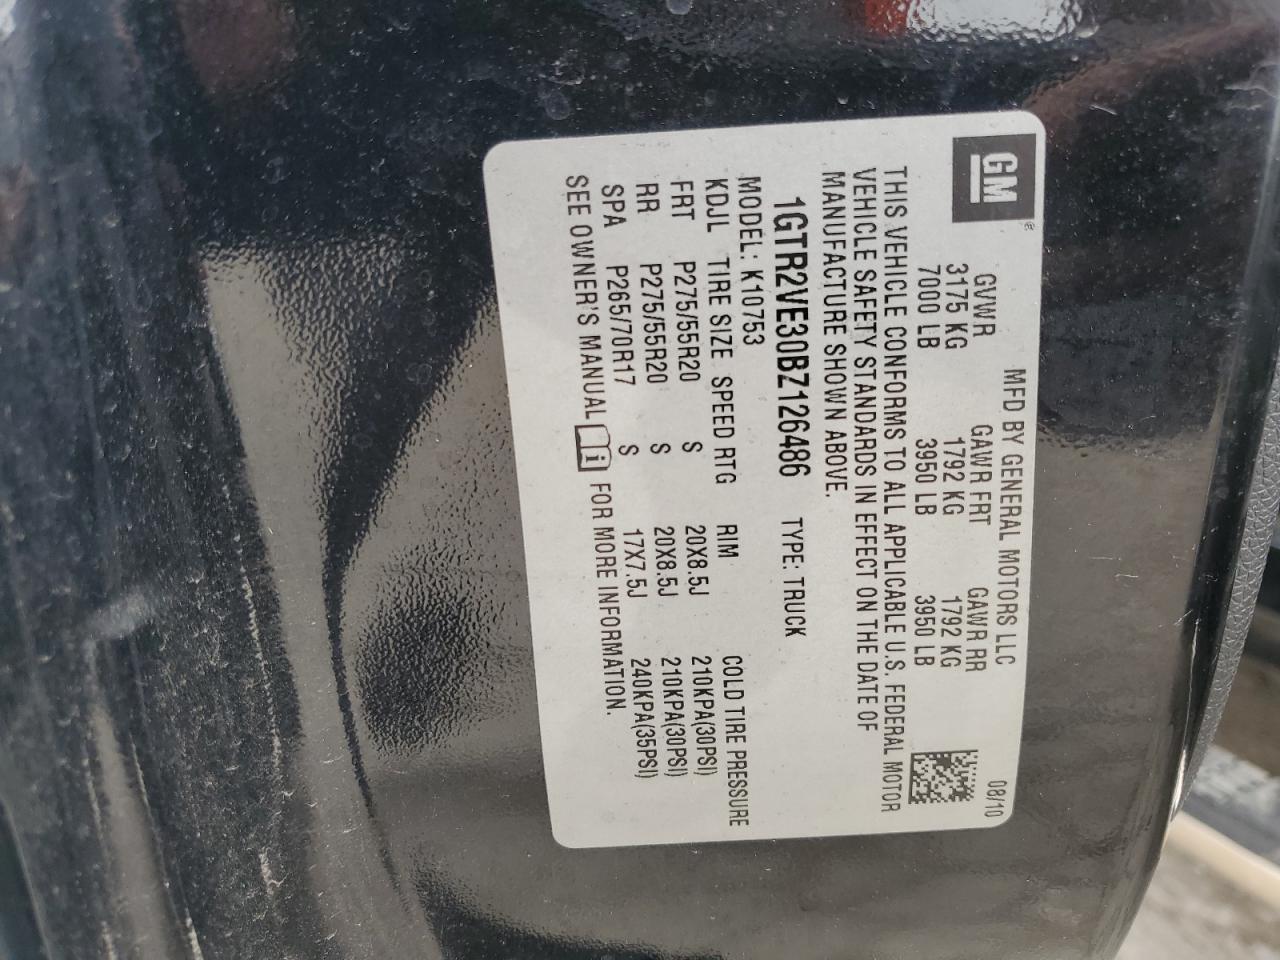 GM
MFD BY GENERAL MOTORS LLC 08/10
GVWR GAWR FRT GAWR RR
3175 KG 1792 KG 1792 KG
7000 LB 3950 LB 3950 LB
THIS VEHICLE CONFORMS TO ALL APPLICABLE U.S. FEDERAL MOTOR
VEHICLE SAFETY STANDARDS IN EFFECT ON THE DATE OF
MANUFACTURE SHOWN ABOVE.
1GTR2VE30BZ126486 TYPE: TRUCK
MODEL: K10753
KDJL TIRE SIZE SPEED RTG RIM COLD TIRE PRESSURE
FRT P275/55R20 S 20X8.5J 210KPA(30PSI)
RR P275/55R20 S 20X8.5J 210KPA(30PSI)
SPA P265/70R17 S 17X7.5J 240KPA(35PSI)
SEE OWNER'S MANUAL i FOR MORE INFORMATION.